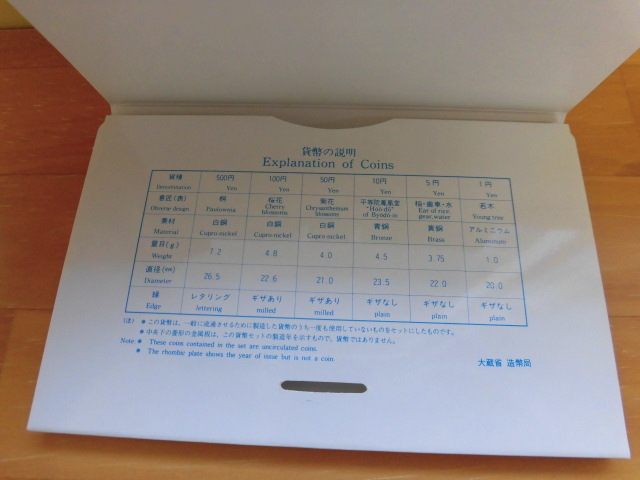 貨幣の説明
Explanation of Coins
貨種 500円 100円 50円 10円 5円 1円
Denomination Yen Yen Yen Yen Yen Yen
意匠(表) 桐 桜花 菊花 平等院鳳凰堂 稲・歯車・水 若木
Obverse design Paulownia Cherry blossoms Chrysanthemum blossoms "Hoō-dō" of Byōdō-in Ear of rice, gear, water Young tree
素材 白銅 白銅 白銅 青銅 黄銅 アルミニウム
Material Cupro-nickel Cupro-nickel Cupro-nickel Bronze Brass Aluminum
量目(g) 7.2 4.8 4.0 4.5 3.75 1.0
Weight
直径(㎜) 26.5 22.6 21.0 23.5 22.0 20.0
Diameter
縁 レタリング ギザあり ギザあり ギザなし ギザなし ギザなし
Edge lettering milled milled plain plain plain
(注) ＊この貨幣は、一般に流通させるために製造した貨幣のうち一度も使用していないものをセットにしたものです。
＊中央下の菱形の金属板は、この貨幣セットの製造年を示すもので、貨幣ではありません。
Note: ＊ These coins contained in the set are uncirculated coins.
＊ The rhombic plate shows the year of issue but is not a coin.
大蔵省 造幣局